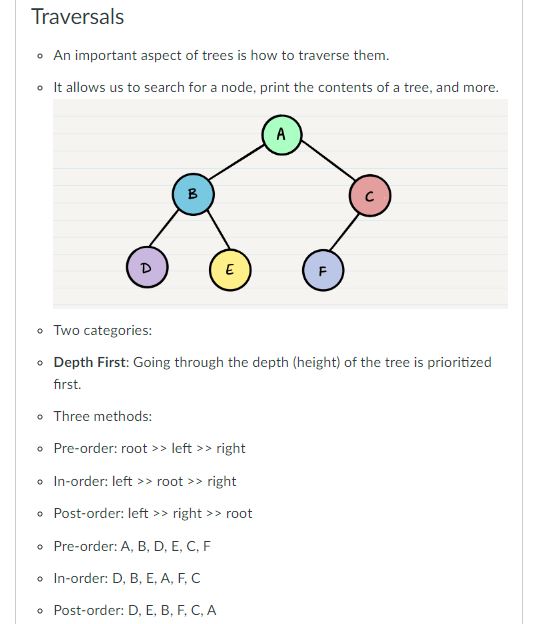 Traversals
An important aspect of trees is how to traverse them.
It allows us to search for a node, print the contents of a tree, and more.
A
B
C
D
E
F
Two categories:
Depth First: Going through the depth (height) of the tree is prioritized
first.
Three methods:
Pre-order: root >> left >> right
In-order: left >> root >> right
Post-order: left >> right >> root
Pre-order: A, B, D, E, C, F
In-order: D, B, E, A, F, C
Post-order: D, E, B, F, C, A